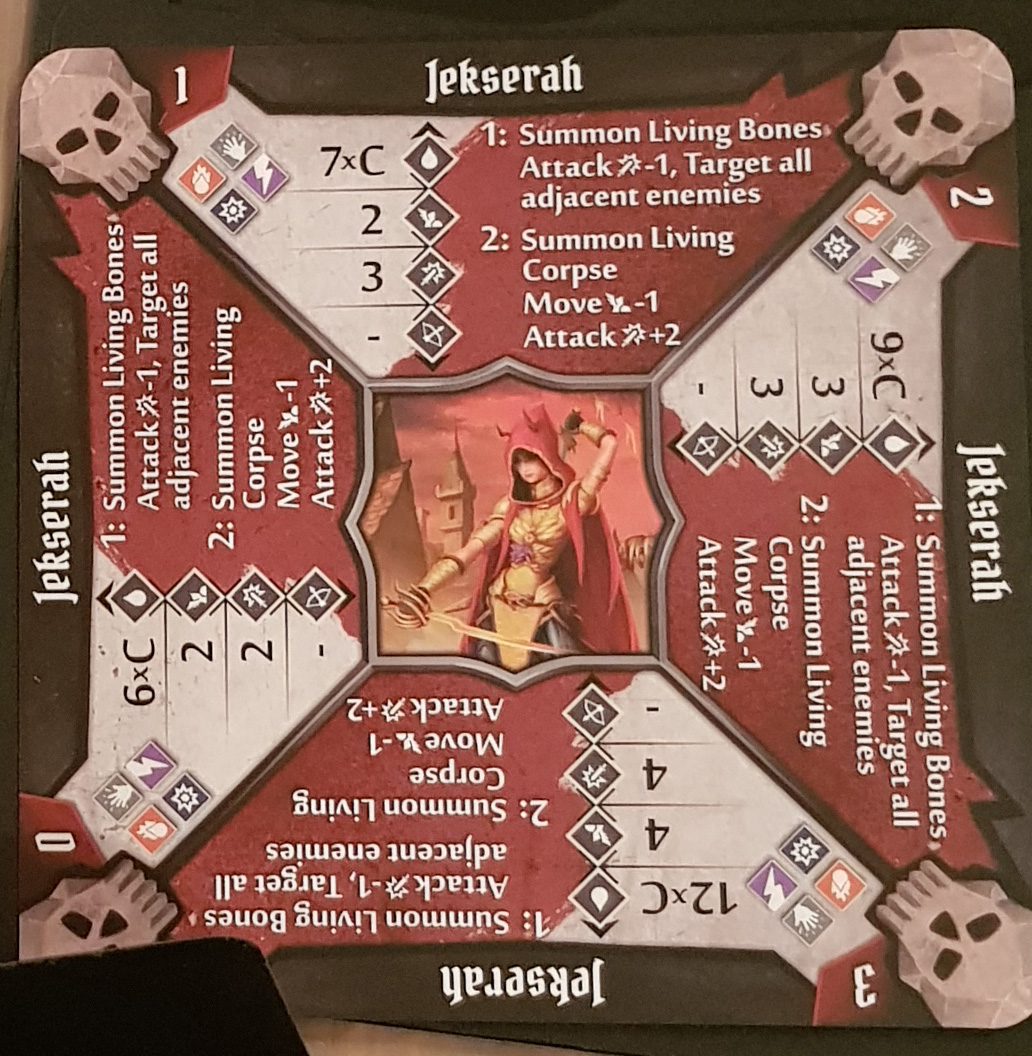 1
Jekserah
7xC
2
3
-
1: Summon Living Bones
Attack -1, Target all
adjacent enemies
2: Summon Living
Corpse
Move -1
Attack +2
2
Jekserah
9xC
3
3
-
1: Summon Living Bones
Attack -1, Target all
adjacent enemies
2: Summon Living
Corpse
Move -1
Attack +2
3
Jekserah
12xC
4
4
-
1: Summon Living Bones
Attack -1, Target all
adjacent enemies
2: Summon Living
Corpse
Move -1
Attack +2
0
Jekserah
6xC
2
2
-
1: Summon Living Bones
Attack -1, Target all
adjacent enemies
2: Summon Living
Corpse
Move -1
Attack +2